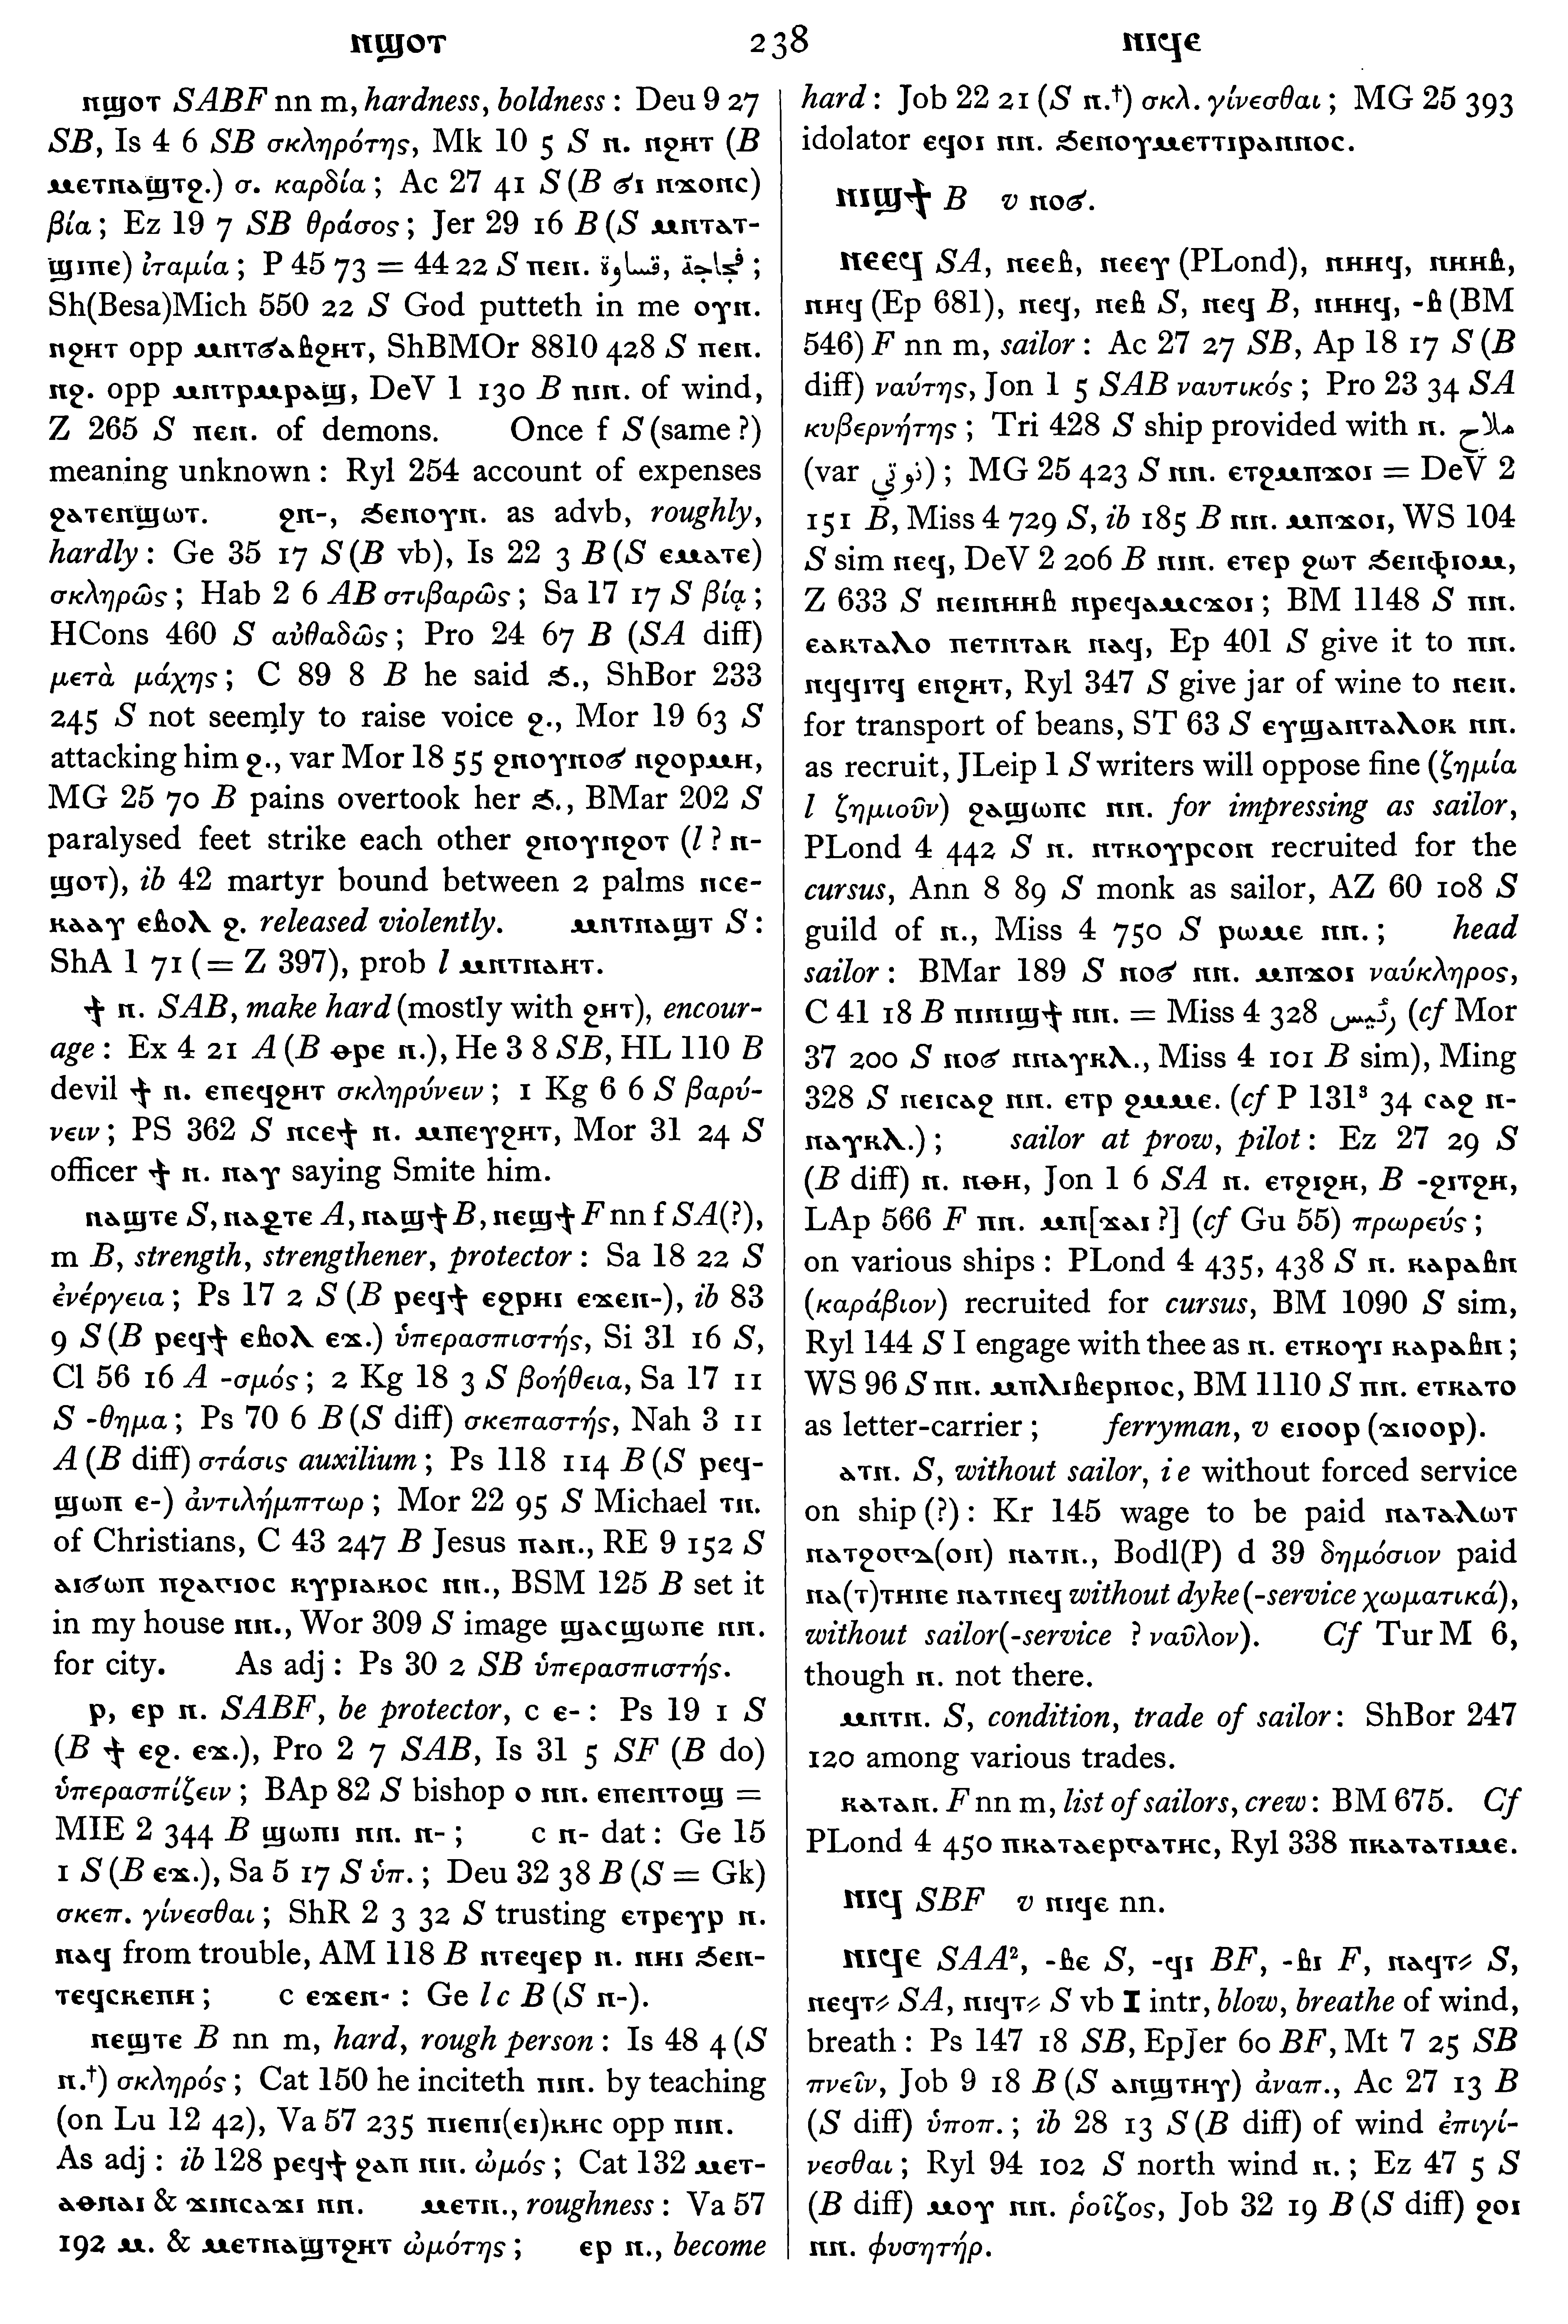 ⲛϣⲟⲧ 238 ⲛⲓϥⲉ
ⲛϣⲟⲧ SABF nn m, hardness, boldness : Deu 9 27
SB, Is 4 6 SB σκληρότης, Mk 10 5 S ⲛ. ⲛϩⲏⲧ (B
ⲙⲉⲧⲛⲁϣⲧϩ.) σ. καρδία ; Ac 27 41 S (B ϭⲓ ⲛϫⲟⲛⲥ)
βία ; Ez 19 7 SB θράσος ; Jer 29 16 B (S ⲙⲛⲧⲁⲧ-
ϣⲓⲡⲉ) ἰταμία ; P 45 73 = 44 22 S ⲡⲉⲛ. قساوة, فجاجة ;
Sh(Besa)Mich 550 22 S God putteth in me ⲟⲩⲛ.
ⲛϩⲏⲧ opp ⲙⲛⲧϭⲁⲃϩⲏⲧ, ShBMOr 8810 428 S ⲡⲉⲛ.
ⲛϩ. opp ⲙⲛⲧⲣⲙⲣⲁϣ, DeV 1 130 B ⲡⲓⲛ. of wind,
Z 265 S ⲡⲉⲛ. of demons. Once f S (same ?)
meaning unknown : Ryl 254 account of expenses
ϩⲁⲧⲉⲛϣⲱⲧ. ϩⲛ-, ϧⲉⲛⲟⲩⲛ. as advb, roughly,
hardly : Ge 35 17 S (B vb), Is 22 3 B (S ⲉⲙⲁⲧⲉ)
σκληρῶς ; Hab 2 6 AB στιβαρῶς ; Sa 17 17 S βίᾳ ;
HCons 460 S αὐθαδῶς ; Pro 24 67 B (SA diff)
μετὰ μάχης ; C 89 8 B he said ϧ., ShBor 233
245 S not seemly to raise voice ϩ., Mor 19 63 S
attacking him ϩ., var Mor 18 55 ϩⲛⲟⲩⲛⲟϭ ⲛϩⲟⲣⲙⲏ,
MG 25 70 B pains overtook her ϧ., BMar 202 S
paralysed feet strike each other ϩⲛⲟⲩⲛϩⲟⲧ (l ? ⲛ-
ϣⲟⲧ), ib 42 martyr bound between 2 palms ⲛⲥⲉ-
ⲕⲁⲁⲩ ⲉⲃⲟⲗ ϩ. released violently. ⲙⲛⲧⲛⲁϣⲧ S :
ShA 1 71 (= Z 397), prob l ⲙⲛⲧⲛⲁⲏⲧ.
ϯ ⲛ. SAB, make hard (mostly with ϩⲏⲧ), encour-
age : Ex 4 21 A (B ⲑⲣⲉ ⲛ.), He 3 8 SB, HL 110 B
devil ϯ ⲛ. ⲉⲡⲉϥϩⲏⲧ σκληρύνειν ; 1 Kg 6 6 S βαρύ-
νειν ; PS 362 S ⲛⲥⲉϯ ⲛ. ⲙⲡⲉⲩϩⲏⲧ, Mor 31 24 S
officer ϯ ⲛ. ⲛⲁⲩ saying Smite him.
ⲛⲁϣⲧⲉ S, ⲛⲁϩⲧⲉ A, ⲛⲁϣϯ B, ⲛⲉϣϯ F nn f SA(?),
m B, strength, strengthener, protector : Sa 18 22 S
ἐνέργεια ; Ps 17 2 S (B ⲣⲉϥϯ ⲉϩⲣⲏⲓ ⲉϫⲉⲛ-), ib 83
9 S (B ⲣⲉϥϯ ⲉⲃⲟⲗ ⲉϫ.) ὑπερασπιστής, Si 31 16 S,
Cl 56 16 A -σμός ; 2 Kg 18 3 S βοήθεια, Sa 17 11
S -θημα ; Ps 70 6 B (S diff) σκεπαστής, Nah 3 11
A (B diff) στάσις auxilium ; Ps 118 114 B (S ⲣⲉϥ-
ϣⲱⲡ ⲉ-) ἀντιλήμπτωρ ; Mor 22 95 S Michael ⲧⲛ.
of Christians, C 43 247 B Jesus ⲡⲁⲛ., RE 9 152 S
ⲁⲓϭⲱⲡ ⲛϩⲁⲅⲓⲟⲥ ⲕⲩⲣⲓⲁⲕⲟⲥ ⲛⲛ., BSM 125 B set it
in my house ⲛⲛ., Wor 309 S image ϣⲁⲥϣⲱⲡⲉ ⲛⲛ.
for city. As adj : Ps 30 2 SB ὑπερασπιστής.
ⲣ, ⲉⲣ ⲛ. SABF, be protector, c ⲉ- : Ps 19 1 S
(B ϯ ⲉϩ. ⲉϫ.), Pro 2 7 SAB, Is 31 5 SF (B do)
ὑπερασπίζειν ; BAp 82 S bishop ⲟ ⲛⲛ. ⲉⲡⲉⲛⲧⲟϣ =
MIE 2 344 B ϣⲱⲡⲓ ⲛⲛ. ⲛ- ; c ⲛ- dat : Ge 15
1 S (B ⲉϫ.), Sa 5 17 S ὑπ. ; Deu 32 38 B (S = Gk)
σκεπ. γίνεσθαι ; ShR 2 3 32 S trusting ⲉⲧⲣⲉⲩⲣ ⲛ.
ⲛⲁϥ from trouble, AM 118 B ⲛⲧⲉϥⲉⲣ ⲛ. ⲛⲏⲓ ϧⲉⲛ-
ⲧⲉϥⲥⲕⲉⲡⲏ ; c ⲉϫⲉⲛ- : Ge l c B (S ⲛ-).
ⲛⲉϣⲧⲉ B nn m, hard, rough person : Is 48 4 (S
ⲛ.†) σκληρός ; Cat 150 he inciteth ⲡⲓⲛ. by teaching
(on Lu 12 42), Va 57 235 ⲡⲓⲉⲡⲓ(ⲉⲓ)ⲕⲏⲥ opp ⲡⲓⲛ.
As adj : ib 128 ⲣⲉϥϯ ϩⲁⲡ ⲛⲛ. ὠμός ; Cat 132 ⲙⲉⲧ-
ⲁⲑⲛⲁⲓ & ϫⲓⲛⲥⲁϫⲓ ⲛⲛ. ⲙⲉⲧⲛ., roughness : Va 57
192 ⲙ. & ⲙⲉⲧⲛⲁϣⲧϩⲏⲧ ὠμότης ; ⲉⲣ ⲛ., become
hard : Job 22 21 (S ⲛ.†) σκλ. γίνεσθαι ; MG 25 393
idolator ⲉϥⲟⲓ ⲛⲛ. ϧⲉⲛⲟⲩⲙⲉⲧⲧⲓⲣⲁⲛⲛⲟⲥ.
ⲛⲓϣϯ B v ⲛⲟϭ.
ⲛⲉⲉϥ SA, ⲛⲉⲉⲃ, ⲛⲉⲉⲩ (PLond), ⲛⲏⲏϥ, ⲛⲏⲏⲃ,
ⲛⲏϥ (Ep 681), ⲛⲉϥ, ⲛⲉⲃ S, ⲛⲉϥ B, ⲛⲏⲏϥ, -ⲃ (BM
546) F nn m, sailor : Ac 27 27 SB, Ap 18 17 S (B
diff) ναύτης, Jon 1 5 SAB ναυτικός ; Pro 23 34 SA
κυβερνήτης ; Tri 428 S ship provided with ⲛ. ملاح
(var نوتي) ; MG 25 423 S ⲛⲛ. ⲉⲧϩⲙⲡϫⲟⲓ = DeV 2
151 B, Miss 4 729 S, ib 185 B ⲛⲛ. ⲙⲡϫⲟⲓ, WS 104
S sim ⲛⲉϥ, DeV 2 206 B ⲡⲓⲛ. ⲉⲧⲉⲣ ϩⲱⲧ ϧⲉⲛⲫⲓⲟⲙ,
Z 633 S ⲡⲉⲓⲛⲏⲏⲃ ⲛⲣⲉϥⲁⲙⲥϫⲟⲓ ; BM 1148 S ⲡⲛ.
ⲉⲁⲕⲧⲁⲗⲟ ⲡⲉⲧⲛⲧⲁⲕ ⲛⲁϥ, Ep 401 S give it to ⲡⲛ.
ⲛϥϥⲓⲧϥ ⲉⲡϩⲏⲧ, Ryl 347 S give jar of wine to ⲡⲉⲛ.
for transport of beans, ST 63 S ⲉⲩϣⲁⲛⲧⲁⲗⲟⲕ ⲛⲛ.
as recruit, JLeip 1 S writers will oppose fine (ζημία
l ζημιοῦν) ϩⲁϣⲱⲡⲥ ⲛⲛ. for impressing as sailor,
PLond 4 442 S ⲛ. ⲛⲧⲕⲟⲩⲣⲥⲟⲛ recruited for the
cursus, Ann 8 89 S monk as sailor, AZ 60 108 S
guild of ⲛ., Miss 4 750 S ⲣⲱⲙⲉ ⲛⲛ. ; head
sailor : BMar 189 S ⲛⲟϭ ⲛⲛ. ⲙⲡϫⲟⲓ ναύκληρος,
C 41 18 B ⲡⲓⲛⲓϣϯ ⲛⲛ. = Miss 4 328 رئيس (cf Mor
37 200 S ⲛⲟϭ ⲛⲛⲁⲩⲕⲗ., Miss 4 101 B sim), Ming
328 S ⲡⲉⲓⲥⲁϩ ⲛⲛ. ⲉⲧⲣ ϩⲙⲙⲉ. (cf P 131³ 34 ⲥⲁϩ ⲛ-
ⲛⲁⲩⲕⲗ.) ; sailor at prow, pilot : Ez 27 29 S
(B diff) ⲛ. ⲛⲑⲏ, Jon 1 6 SA ⲛ. ⲉⲧϩⲓϩⲏ, B -ϩⲓⲧϩⲏ,
LAp 566 F ⲡⲛ. ⲙⲡ[ϫⲁⲓ ?] (cf Gu 55) πρωρεύς ;
on various ships : PLond 4 435, 438 S ⲛ. ⲕⲁⲣⲁⲃⲛ
(καράβιον) recruited for cursus, BM 1090 S sim,
Ryl 144 S I engage with thee as ⲛ. ⲉⲧⲕⲟⲩⲓ ⲕⲁⲣⲁⲃⲛ ;
WS 96 S ⲡⲛ. ⲙⲡⲗⲓⲃⲉⲣⲛⲟⲥ, BM 1110 S ⲡⲛ. ⲉⲧⲕⲁⲧⲟ
as letter-carrier ; ferryman, v ⲉⲓⲟⲟⲣ (ϫⲓⲟⲟⲣ).
ⲁⲧⲛ. S, without sailor, i e without forced service
on ship (?) : Kr 145 wage to be paid ⲛⲁⲧⲁⲗⲱⲧ
ⲛⲁⲧϩⲟⲅⲇ(ⲟⲛ) ⲛⲁⲧⲛ., Bodl(P) d 39 δημόσιον paid
ⲛⲁ(ⲧ)ⲧⲏⲛⲉ ⲛⲁⲧⲛⲉϥ without dyke (-service χωματικά),
without sailor(-service ? ναῦλον). Cf Tur M 6,
though ⲛ. not there.
ⲙⲛⲧⲛ. S, condition, trade of sailor : ShBor 247
120 among various trades.
ⲕⲁⲧⲁⲛ. F nn m, list of sailors, crew : BM 675. Cf
PLond 4 450 ⲡⲕⲁⲧⲁⲉⲣⲅⲁⲧⲏⲥ, Ryl 338 ⲡⲕⲁⲧⲁⲧⲓⲙⲉ.
ⲛⲓϥ SBF v ⲛⲓϥⲉ nn.
ⲛⲓϥⲉ SAA², -ⲃⲉ S, -ϥⲓ BF, -ⲃⲓ F, ⲛⲁϥⲧ⸗ S,
ⲛⲉϥⲧ⸗ SA, ⲛⲓϥⲧ⸗ S vb I intr, blow, breathe of wind,
breath : Ps 147 18 SB, EpJer 60 BF, Mt 7 25 SB
πνεῖν, Job 9 18 B (S ⲁⲛϣⲧⲏⲩ) ἀναπ., Ac 27 13 B
(S diff) ὑποπ. ; ib 28 13 S (B diff) of wind ἐπιγί-
νεσθαι ; Ryl 94 102 S north wind ⲛ. ; Ez 47 5 S
(B diff) ⲙⲟⲩ ⲛⲛ. ῥοῖζος, Job 32 19 B (S diff) ϩⲟⲓ
ⲛⲛ. φυσητήρ.